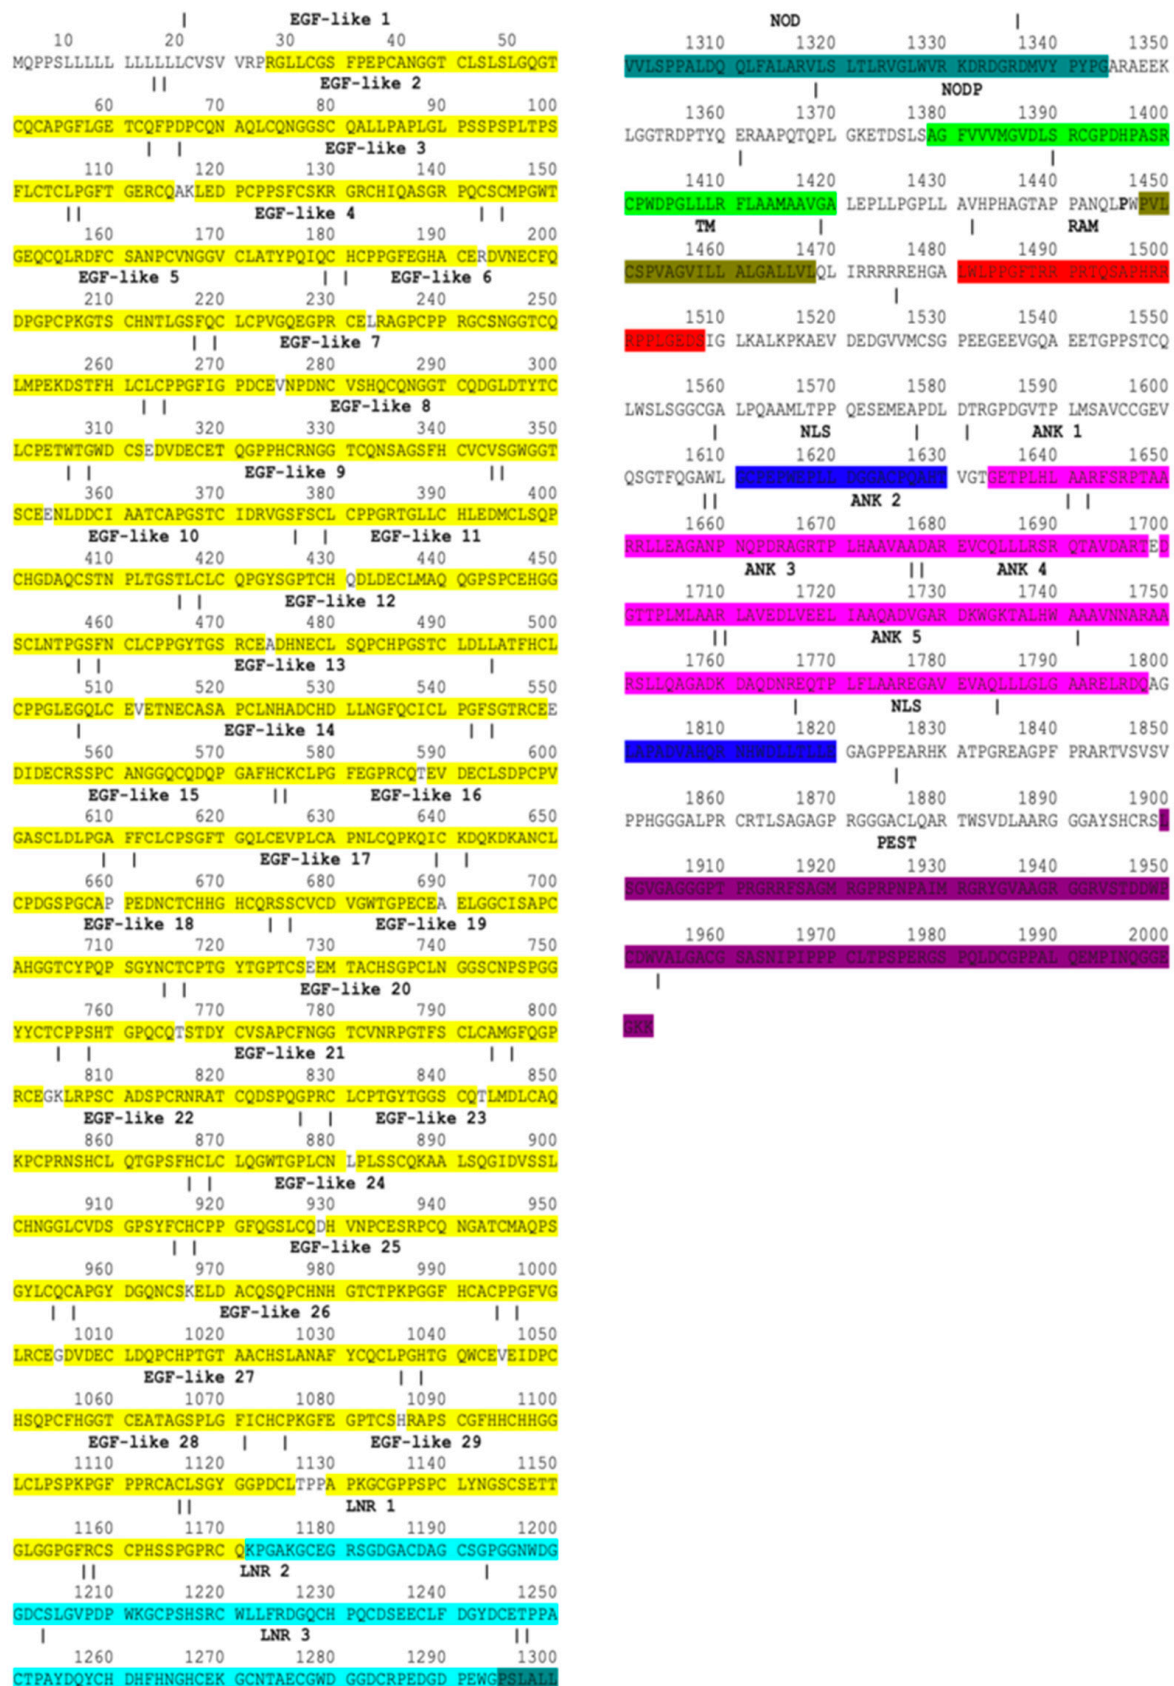 EGF-like 1
10 20 30 40 50
MQPPSLLLLL LLLLLLCVSV VRPRGLLCGS FPEPCANGGT CLSLSLGQGT
EGF-like 2
60 70 80 90 100
CQCAPGFLGE TCQFPDPCQN AQLCQNGGSC QALLPAPLGL PSSPSPLTPS
EGF-like 3
110 120 130 140 150
FLCTCLPGFT GERCQAKLED PCPPSFCSKR GRCHIQASGR PQCSCMPGWT
EGF-like 4
160 170 180 190 200
GEQCQLRDFC SANPCVNGGV CLATYPQIQC HCPPGFEGHA CERDVNECFQ
EGF-like 5 EGF-like 6
210 220 230 240 250
DPGPCPKGTS CHNTLGSFQC LCPVGQEGPR CELRAGPCPP RGCSNGGTCQ
EGF-like 7
260 270 280 290 300
LMPEKDSTFH LCLCPPGFIG PDCEVNPDNC VSHQCQNGGT CQDGLDTYTC
EGF-like 8
310 320 330 340 350
LCPETWTGWD CSEDVDECET QGPPHCRNGG TCQNSAGSFH CVCVSGWGGT
EGF-like 9
360 370 380 390 400
SCEENLDDCI AATCAPGSTC IDRVGSFSCL CPPGRTGLLC HLEDMCLSQP
EGF-like 10 EGF-like 11
410 420 430 440 450
CHGDAQCSTN PLTGSTLCLC QPGYSGPTCH QDLDECLMAQ QGPSPCEHGG
EGF-like 12
460 470 480 490 500
SCLNTPGSFN CLCPPGYTGS RCEADHNECL SQPCHPGSTC LDLLATFHCL
EGF-like 13
510 520 530 540 550
CPPGLEGQLC EVETNECASA PCLNHADCHD LLNGFQCICL PGFSGTRCEE
EGF-like 14
560 570 580 590 600
DIDECRSSPC ANGGQCQDQP GAFHCKCLPG FEGPRCQTEV DECLSDPCPV
EGF-like 15 EGF-like 16
610 620 630 640 650
GASCLDLPGA FFCLCPSGFT GQLCEVPLCA PNLCQPKQIC KDQKDKANCL
EGF-like 17
660 670 680 690 700
CPDGSPGCAP PEDNCTCHHG HCQRSSCVCD VGWTGPECEA ELGGCISAPC
EGF-like 18 EGF-like 19
710 720 730 740 750
AHGGTCYPQP SGYNCTCPTG YTGPTCSEEM TACHSGPCLN GGSCNPSPGG
EGF-like 20
760 770 780 790 800
YYCTCPPSHT GPQCQTSTDY CVSAPCFNGG TCVNRPGTFS CLCAMGFQGP
EGF-like 21
810 820 830 840 850
RCEGKLRPSC ADSPCRNRAT CQDSPQGPRC LCPTGYTGGS CQTLMDLCAQ
EGF-like 22 EGF-like 23
860 870 880 890 900
KPCPRNSHCL QTGPSFHCLC LQGWTGPLCN LPLSSCQKAA LSQGIDVSSL
EGF-like 24
910 920 930 940 950
CHNGGLCVDS GPSYFCHCPP GFQGSLCQDH VNPCESRPCQ NGATCMAQPS
EGF-like 25
960 970 980 990 1000
GYLCQCAPGY DGQNCSKELD ACQSQPCHNH GTCTPKPGGF HCACPPGFVG
EGF-like 26
1010 1020 1030 1040 1050
LRCEGDVDEC LDQPCHPTGT AACHSLANAF YCQCLPGHTG QWCEVEIDPC
EGF-like 27
1060 1070 1080 1090 1100
HSQPCFHGGT CEATAGSPLG FICHCPKGFE GPTCSHRAPS CGFHHCHHGG
EGF-like 28 EGF-like 29
1110 1120 1130 1140 1150
LCLPSPKPGF PPRCACLSGY GGPDCLTPPA PKGCGPPSPC LYNGSCSETT
LNR 1
1160 1170 1180 1190 1200
GLGGPGFRCS CPHSSPGPRC QKPGAKGCEG RSGDGACDAG CSGPGGNWDG
LNR 2
1210 1220 1230 1240 1250
GDCSLGVPDP WKGCPSHSRC WLLFRDGQCH PQCDSEECLF DGYDCETPPA
LNR 3
1260 1270 1280 1290 1300
CTPAYDQYCH DHFHNGHCEK GCNTAECGWD GGDCRPEDGD PEWGPSLALL
NOD
1310 1320 1330 1340 1350
VVLSPPALDQ QLFALARVLS LTLRVGLWVR KDRDGRDMVY PYPGARAEEK
NODP
1360 1370 1380 1390 1400
LGGTRDPTYQ ERAAPQTQPL GKETDSLSAG FVVVMGVDLS RCGPDHPASR
1410 1420 1430 1440 1450
CPWDPGLLLR FLAAMAAVGA LEPLLPGPLL AVHPHAGTAP PANQLPWPVL
TM RAM
1460 1470 1480 1490 1500
CSPVAGVILL ALGALLVLQL IRRRRREHGA LWLPPGFTRR PRTQSAPHRR
1510 1520 1530 1540 1550
RPPLGEDSIG LKALKPKAEV DEDGVVMCSG PEEGEEVGQA EETGPPSTCQ
1560 1570 1580 1590 1600
LWSLSGGCGA LPQAAMLTPP QESEMEAPDL DTRGPDGVTP LMSAVCCGEV
NLS ANK 1
1610 1620 1630 1640 1650
QSGTFQGAWL GCPEPWEPLL DGGACPQAHT VGTGETPLHL AARFSRPTAA
ANK 2
1660 1670 1680 1690 1700
RRLLEAGANP NQPDRAGRTP LHAAVAADAR EVCQLLLRSR QTAVDARTED
ANK 3 ANK 4
1710 1720 1730 1740 1750
GTTPLMLAAR LAVEDLVEEL IAAQADVGAR DKWGKTALHW AAAVNNARAA
ANK 5
1760 1770 1780 1790 1800
RSLLQAGADK DAQDNREQTP LFLAAREGAV EVAQLLLGLG AARELRDQAG
NLS
1810 1820 1830 1840 1850
LAPADVAHQR NHWDLLTLLE GAGPPEARHK ATPGREAGPF PRARTVSVSV
1860 1870 1880 1890 1900
PPHGGGALPR CRTLSAGAGP RGGGACLQAR TWSVDLAARG GGAYSHCRSL
PEST
1910 1920 1930 1940 1950
SGVGAGGGPT PRGRRFSAGM RGPRPNPAIM RGRYGVAAGR GGRVSTDDWP
1960 1970 1980 1990 2000
CDWVALGACG SASNIPIPPP CLTPSPERGS PQLDCGPPAL QEMPINQGGE
GKK